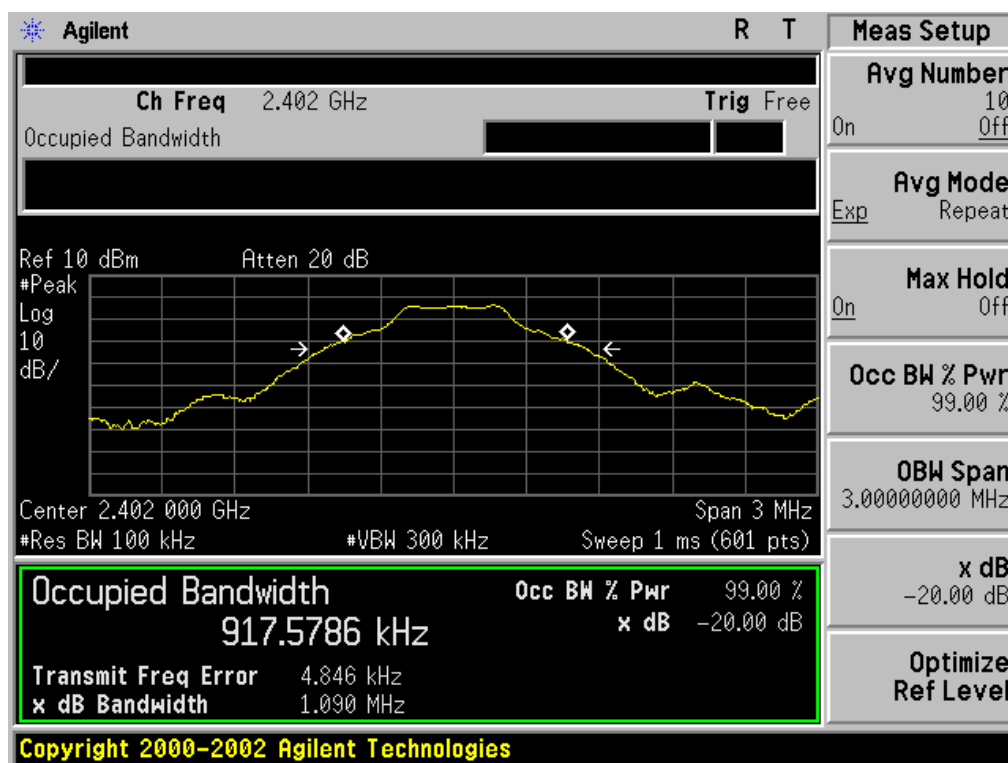 Agilent R T Meas Setup
Avg Number
10
On Off
Ch Freq 2.402 GHz Trig Free
Occupied Bandwidth
Avg Mode
Exp Repeat
Ref 10 dBm Atten 20 dB
#Peak
Log
10
dB/
Max Hold
On Off
Occ BW % Pwr
99.00 %
OBW Span
3.00000000 MHz
Center 2.402 000 GHz Span 3 MHz
#Res BW 100 kHz #VBW 300 kHz Sweep 1 ms (601 pts)
x dB
-20.00 dB
Occupied Bandwidth Occ BW % Pwr 99.00 %
917.5786 kHz x dB -20.00 dB
Transmit Freq Error 4.846 kHz
x dB Bandwidth 1.090 MHz
Optimize
Ref Level
Copyright 2000-2002 Agilent Technologies